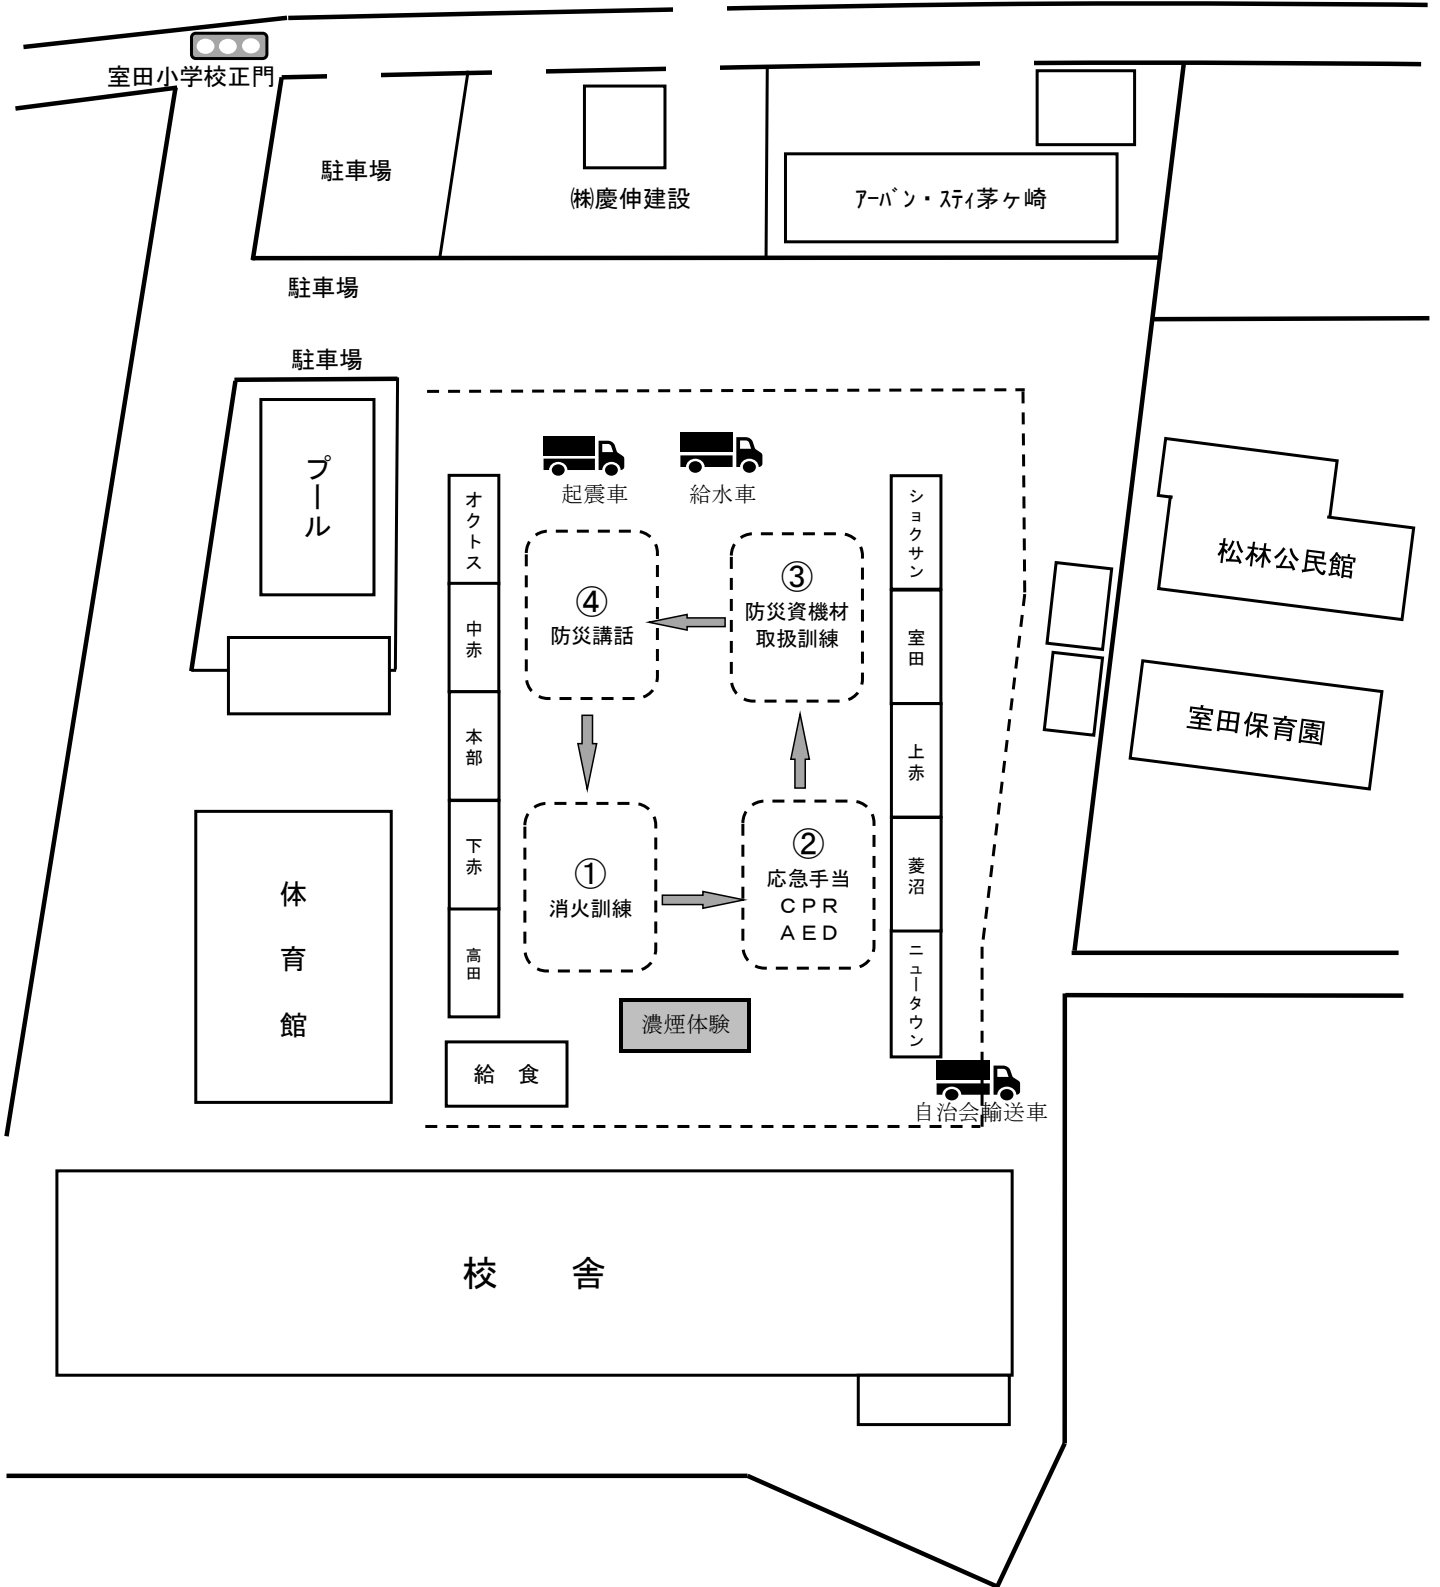 室田小学校正門
駐車場
㈱慶伸建設
ｱｰﾊﾞﾝ・ｽﾃｨ茅ヶ崎
駐車場
駐車場
プール
起震車
給水車
オクトス
中赤
本部
下赤
高田
④
防災講話
③
防災資機材
取扱訓練
①
消火訓練
②
応急手当
ＣＰＲ
ＡＥＤ
ショクサン
室田
上赤
菱沼
ニュータウン
松林公民館
室田保育園
体育館
濃煙体験
給　食
自治会輸送車
校　　舎